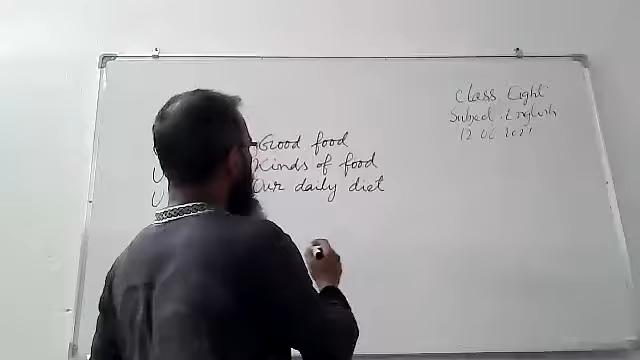 Class Eight
Subject English
Good food
Kinds of food
Our daily diet